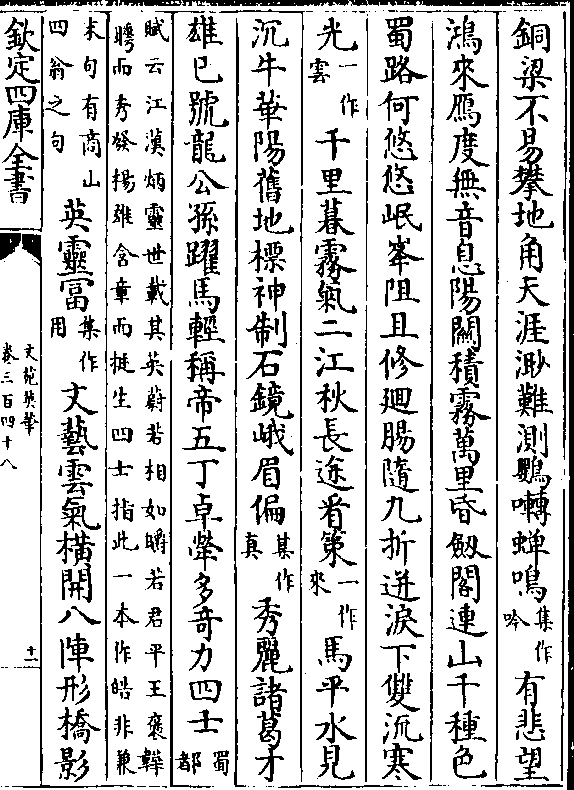 銅梁不易攀地角天涯渺難測鸎囀蟬鳴集作吟有悲望
鴻來鴈度無音息陽關積霧萬里昏劒閣連山千種色
蜀路何悠悠岷峯阻且修廻腸隨九折迸淚下雙流寒
光一作雲千里暮霧氣二江秋長途看策一作來馬平水見
沉牛華陽舊地標神制石鏡峨眉偏集作真秀麗諸葛才
雄已號龍公孫躍馬輕稱帝五丁卓犖多奇力四士蜀都
賦云江漢炳靈世載其英蔚若相如皭若君平王褒韡
曄而秀發揚雄含章而挺生四士指此一本作皓非兼
末句有商山四翁之句英靈富集作用文藝雲氣橫開八陣形橋影
欽定四庫全書
文苑英華
卷三百四十八
十一